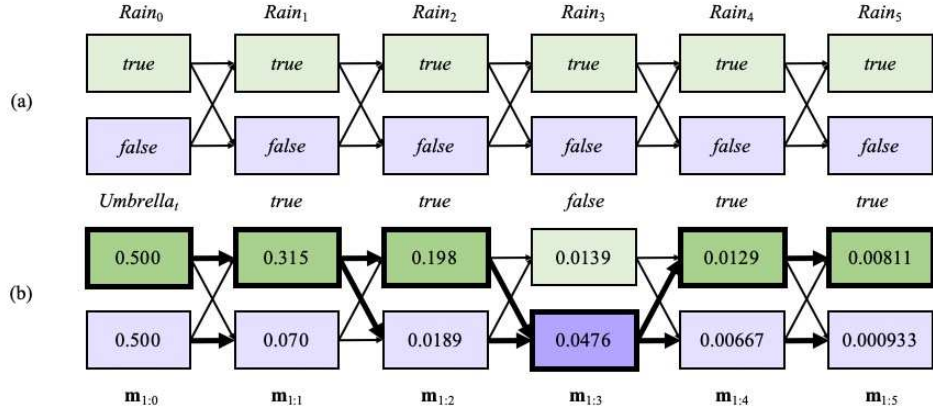 Rain₀ Rain₁ Rain₂ Rain₃ Rain₄ Rain₅
true true true true true true
(a)
false false false false false false
Umbrellaₜ true true false true true
0.500 0.315 0.198 0.0139 0.0129 0.00811
(b)
0.500 0.070 0.0189 0.0476 0.00667 0.000933
m₁:₀ m₁:₁ m₁:₂ m₁:₃ m₁:₄ m₁:₅